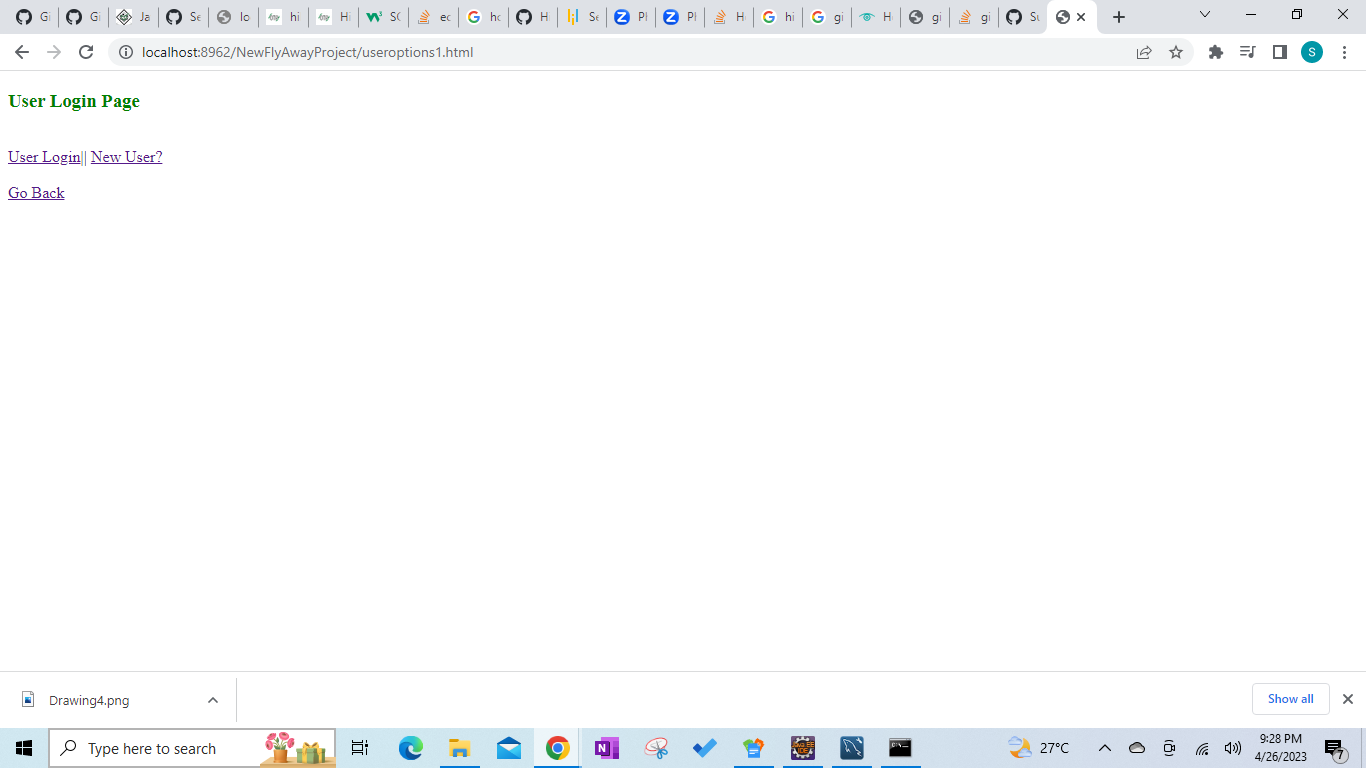 Gi
Gi
Ja
Se
lo
hi
HI
SC
ec
hc
H
Se
Pl
Pl
H
hi
gi
H
gi
gi
Su
localhost:8962/NewFlyAwayProject/useroptions1.html
S
User Login Page
User Login|| New User?
Go Back
Drawing4.png
Show all
Type here to search
27°C
9:28 PM
4/26/2023
7